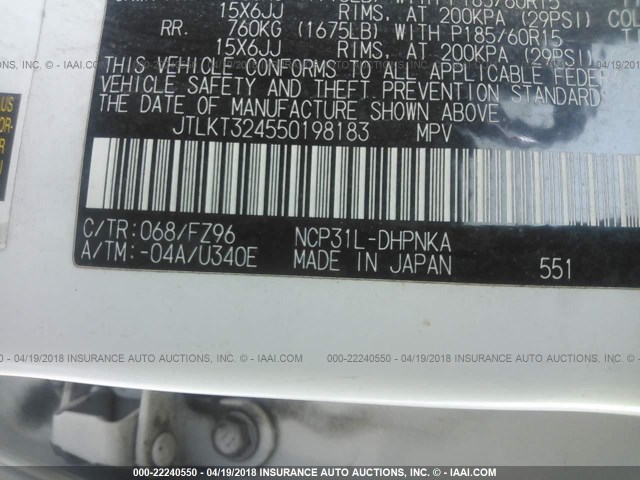 15X6JJ RIMS, AT 200KPA (29PSI) COL
RR. 760KG (1675LB) WITH P185/60R15
15X6JJ RIMS, AT 200KPA (29PSI)
THIS VEHICLE CONFORMS TO ALL APPLICABLE FEDER
VEHICLE SAFETY AND THEFT PREVENTION STANDARDS
THE DATE OF MANUFACTURE SHOWN ABOVE.
JTLKT324550198183 MPV
C/TR:068/FZ96 NCP31L-DHPNKA
A/TM:-04A/U340E MADE IN JAPAN 551
000-22240550 - 04/19/2018 INSURANCE AUTO AUCTIONS, INC. - IAAI.COM
000-22240550 - 04/19/2018 INSURANCE AUTO AUCTIONS, INC. - IAAI.COM